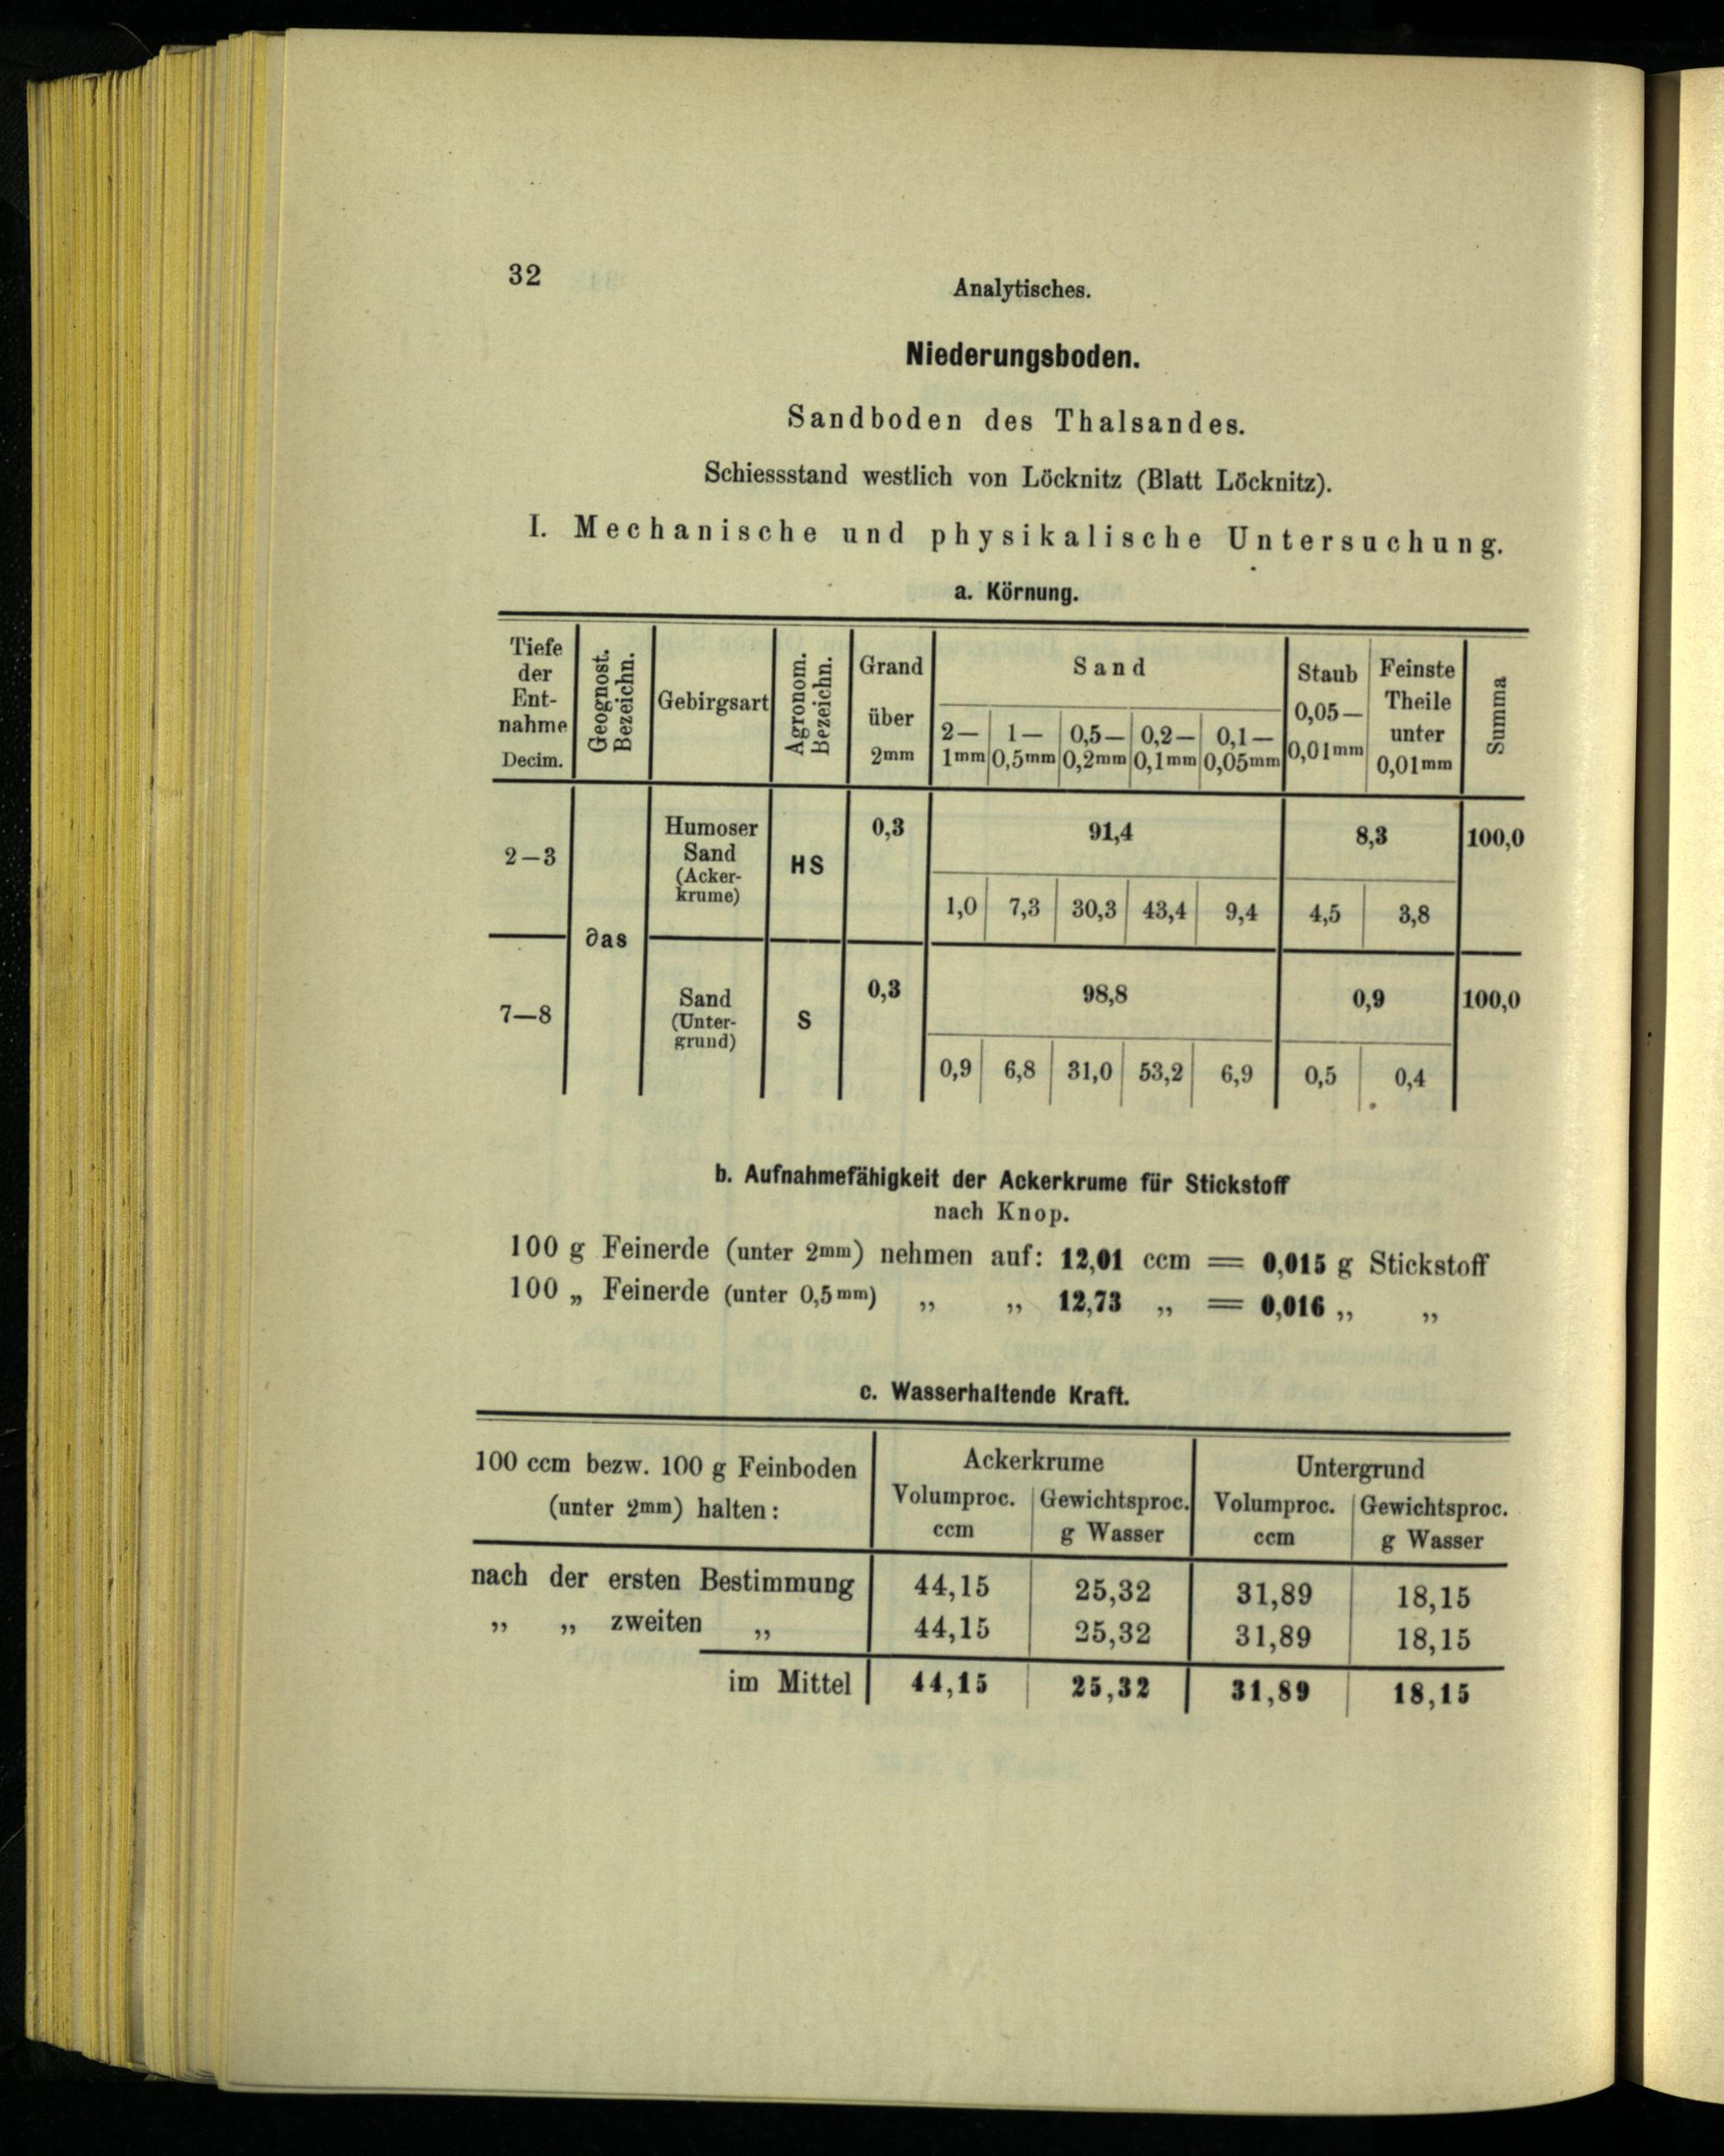 32
Analytisches.
Niederungsboden.
Sandboden des Thalsandes.
Schiessstand westlich von Löcknitz (Blatt Löcknitz).
I. Mechanische und physikalische Untersuchung.
a. Körnung.
Tiefe der Ent- nahme Decim. | Geognost. Bezeichn. | Gebirgsart | Agronom. Bezeichn. | Grand über 2mm | Sand | Staub 0,05— 0,01mm | Feinste Theile unter 0,01mm | Summa
2— 1mm | 1— 0,5mm | 0,5— 0,2mm | 0,2— 0,1mm | 0,1— 0,05mm
2—3 | ∂as | Humoser Sand (Acker- krume) | HS | 0,3 | 91,4 | 8,3 | 100,0
1,0 | 7,3 | 30,3 | 43,4 | 9,4 | 4,5 | 3,8
7—8 | Sand (Unter- grund) | S | 0,3 | 98,8 | 0,9 | 100,0
0,9 | 6,8 | 31,0 | 53,2 | 6,9 | 0,5 | 0,4
b. Aufnahmefähigkeit der Ackerkrume für Stickstoff
nach Knop.
100 g Feinerde (unter 2mm) nehmen auf: 12,01 ccm = 0,015 g Stickstoff
100 „ Feinerde (unter 0,5mm) „ „ 12,73 „ = 0,016 „ „
c. Wasserhaltende Kraft.
100 ccm bezw. 100 g Feinboden | Ackerkrume | Untergrund
(unter 2mm) halten: | Volumproc. | Gewichtsproc. | Volumproc. | Gewichtsproc.
ccm | g Wasser | ccm | g Wasser
nach der ersten Bestimmung | 44,15 | 25,32 | 31,89 | 18,15
„ „ zweiten „ | 44,15 | 25,32 | 31,89 | 18,15
im Mittel | 44,15 | 25,32 | 31,89 | 18,15